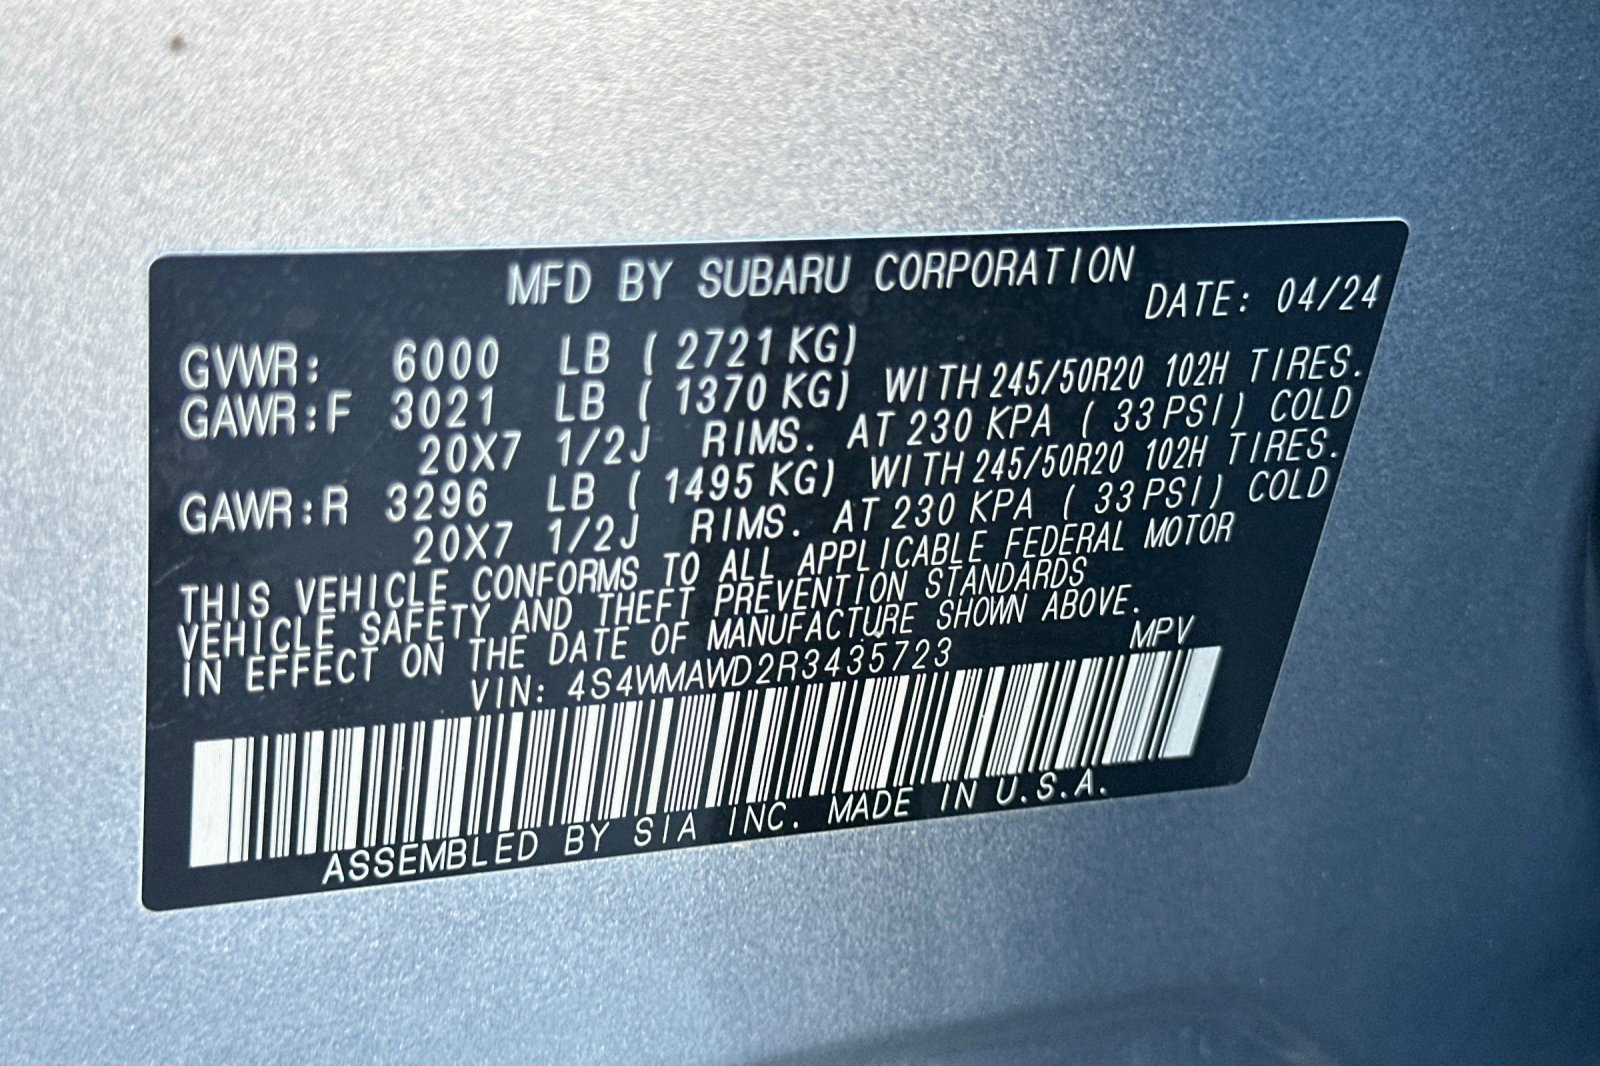 MFD BY SUBARU CORPORATION
DATE: 04/24
GVWR: 6000 LB ( 2721 KG)
GAWR:F 3021 LB ( 1370 KG) WITH 245/50R20 102H TIRES.
20X7 1/2J RIMS. AT 230 KPA ( 33 PSI) COLD
GAWR:R 3296 LB ( 1495 KG) WITH 245/50R20 102H TIRES.
20X7 1/2J RIMS. AT 230 KPA ( 33 PSI) COLD
THIS VEHICLE CONFORMS TO ALL APPLICABLE FEDERAL MOTOR
VEHICLE SAFETY AND THEFT PREVENTION STANDARDS
IN EFFECT ON THE DATE OF MANUFACTURE SHOWN ABOVE.
VIN: 4S4WMAWD2R3435723 MPV
ASSEMBLED BY SIA INC. MADE IN U.S.A.